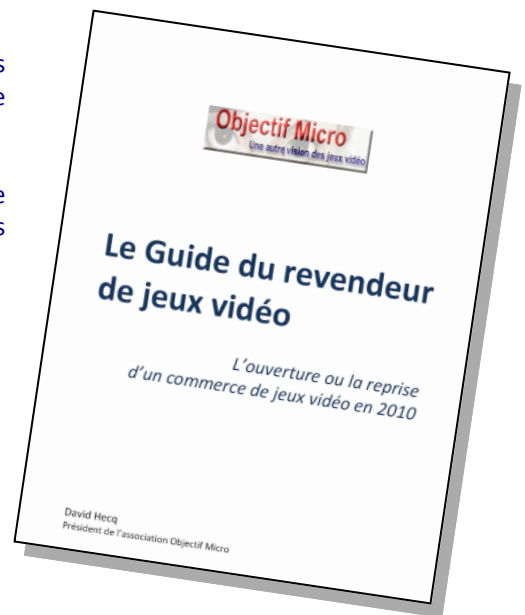 s
e
e
s
Objectif Micro
Une autre vision des jeux vidéo
Le Guide du revendeur
de jeux vidéo
L'ouverture ou la reprise
d'un commerce de jeux vidéo en 2010
David Hecq
Président de l'association Objectif Micro